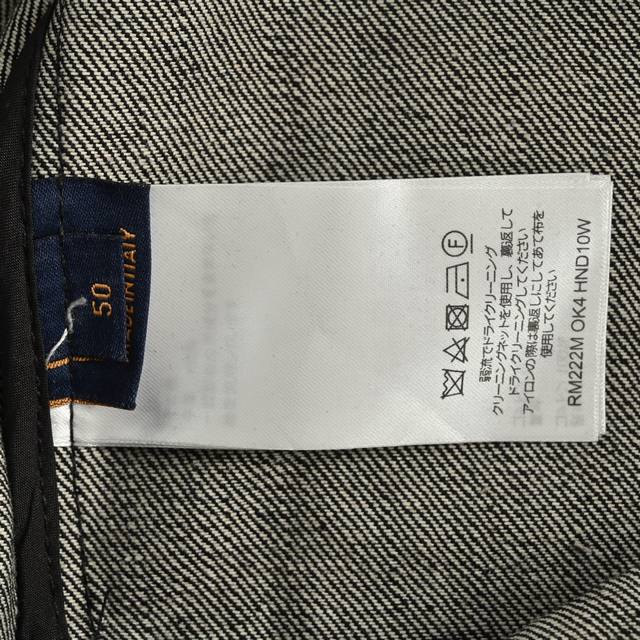 MADE IN ITALY
50
弱流でドライクリーニング
クリーニングネットを使用し、裏返して
ドライクリーニングしてください
アイロンの際は裏返しにしてあて布を
使用してください
RM222M OK4 HND10W